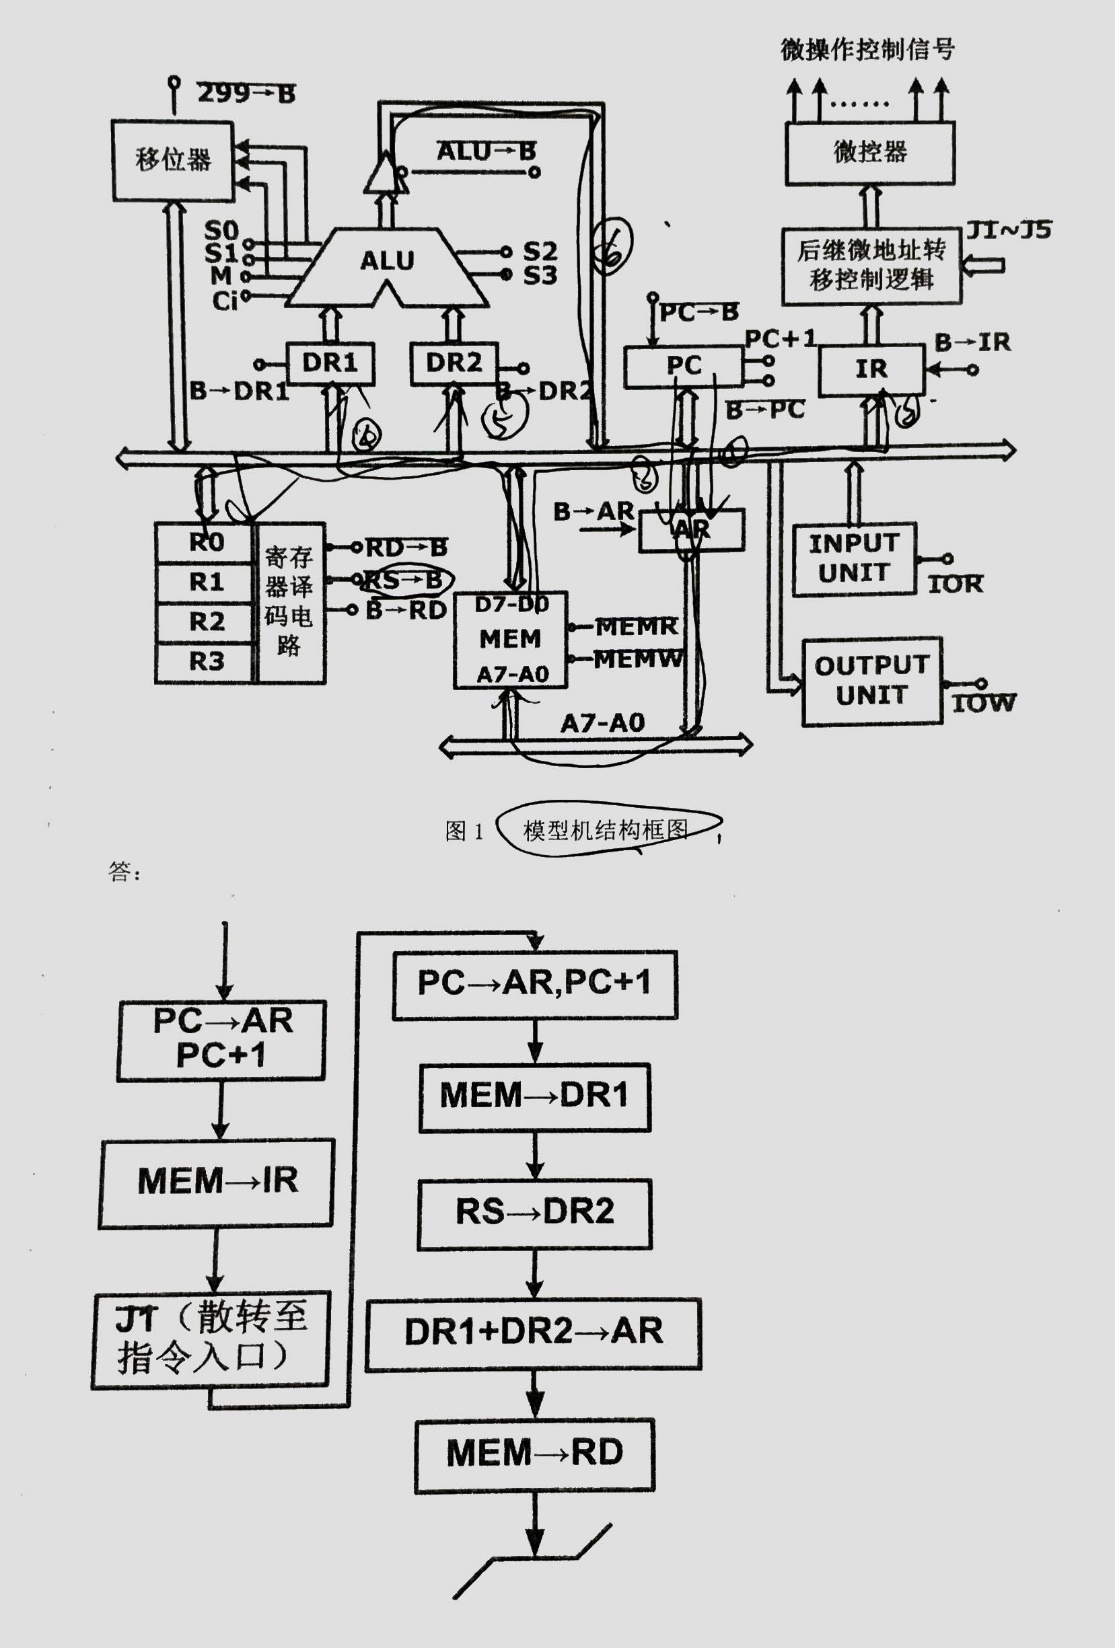 微操作控制信号
299→B
ALU→B
移位器
微控器
S0
S1
M
Ci
ALU
S2
S3
J1~J5
后继微地址转
移控制逻辑
PC→B
PC+1
PC
B→PC
B→IR
IR
DR1
DR2
B→DR1
B→DR2
④
⑤
⑥
③
B→AR
AR
R0
R1
R2
R3
寄存
器译
码电
路
RD→B
RS→B
B→RD
D7-D0
MEM
A7-A0
MEMR
MEMW
INPUT
UNIT
IOR
OUTPUT
UNIT
IOW
A7-A0
图 1 模型机结构框图
答：
PC→AR
PC+1
MEM→IR
J1（散转至
指令入口）
PC→AR,PC+1
MEM→DR1
RS→DR2
DR1+DR2→AR
MEM→RD